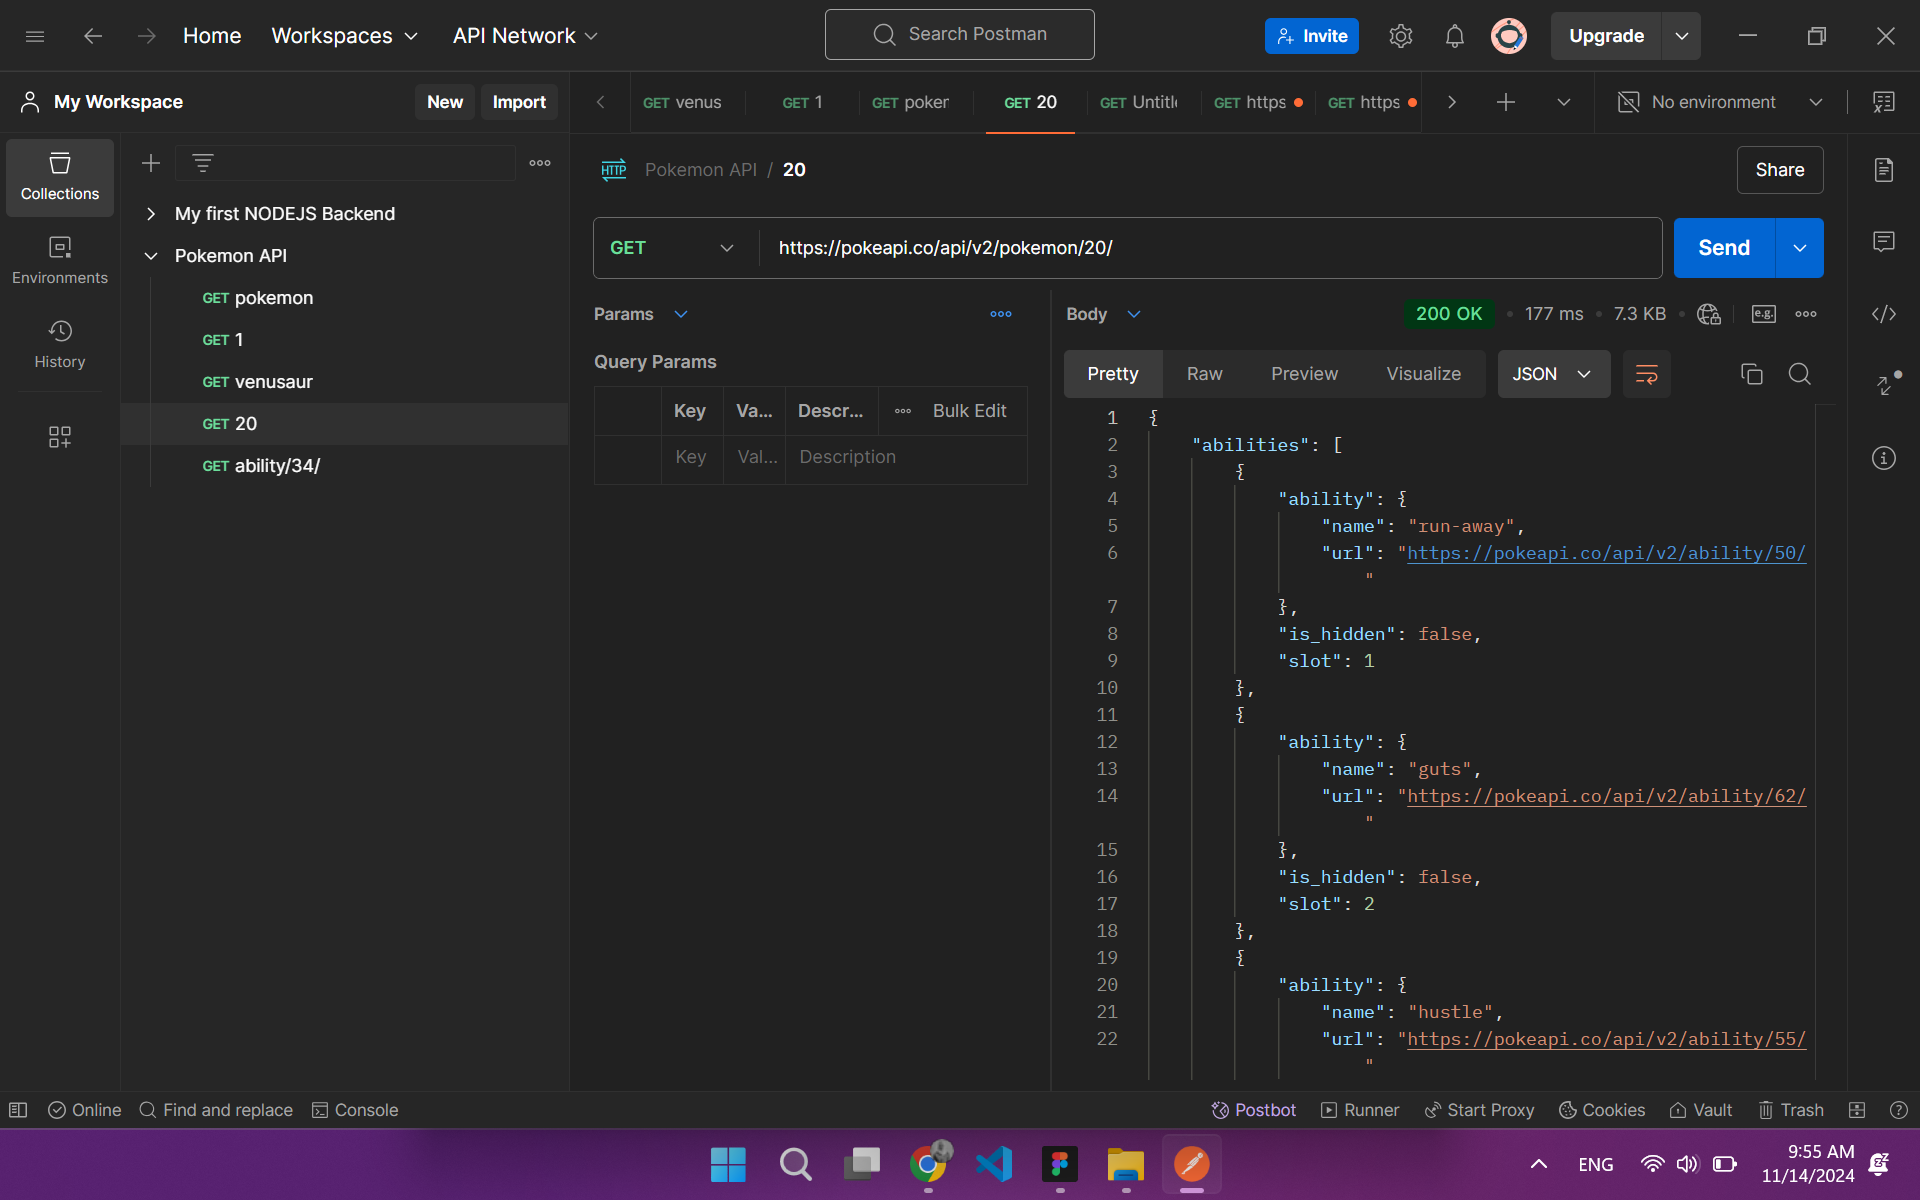 Home Workspaces API Network Search Postman Invite Upgrade
My Workspace New Import GET venus GET 1 GET poker GET 20 GET Untitl GET https GET https No environment
HTTP Pokemon API / 20 Share
Collections
Environments
History
My first NODEJS Backend
Pokemon API
GET pokemon
GET 1
GET venusaur
GET 20
GET ability/34/
GET https://pokeapi.co/api/v2/pokemon/20/ Send
Params
Query Params
Key Va... Descr... Bulk Edit
Key Val... Description
Body 200 OK 177 ms 7.3 KB e.g.
Pretty Raw Preview Visualize JSON
1 {
2 "abilities": [
3 {
4 "ability": {
5 "name": "run-away",
6 "url": "https://pokeapi.co/api/v2/ability/50/
"
7 },
8 "is_hidden": false,
9 "slot": 1
10 },
11 {
12 "ability": {
13 "name": "guts",
14 "url": "https://pokeapi.co/api/v2/ability/62/
"
15 },
16 "is_hidden": false,
17 "slot": 2
18 },
19 {
20 "ability": {
21 "name": "hustle",
22 "url": "https://pokeapi.co/api/v2/ability/55/
"
Online Find and replace Console Postbot Runner Start Proxy Cookies Vault Trash
ENG 9:55 AM
11/14/2024